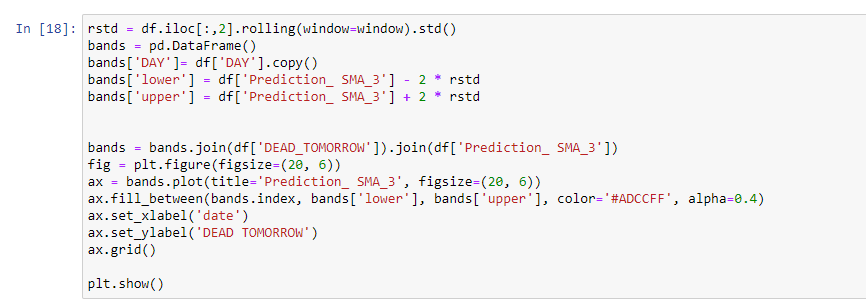 In [18]: rstd = df.iloc[:,2].rolling(window=window).std()
bands = pd.DataFrame()
bands['DAY']= df['DAY'].copy()
bands['lower'] = df['Prediction_ SMA_3'] - 2 * rstd
bands['upper'] = df['Prediction_ SMA_3'] + 2 * rstd
bands = bands.join(df['DEAD_TOMORROW']).join(df['Prediction_ SMA_3'])
fig = plt.figure(figsize=(20, 6))
ax = bands.plot(title='Prediction_ SMA_3', figsize=(20, 6))
ax.fill_between(bands.index, bands['lower'], bands['upper'], color='#ADCCFF', alpha=0.4)
ax.set_xlabel('date')
ax.set_ylabel('DEAD TOMORROW')
ax.grid()
plt.show()